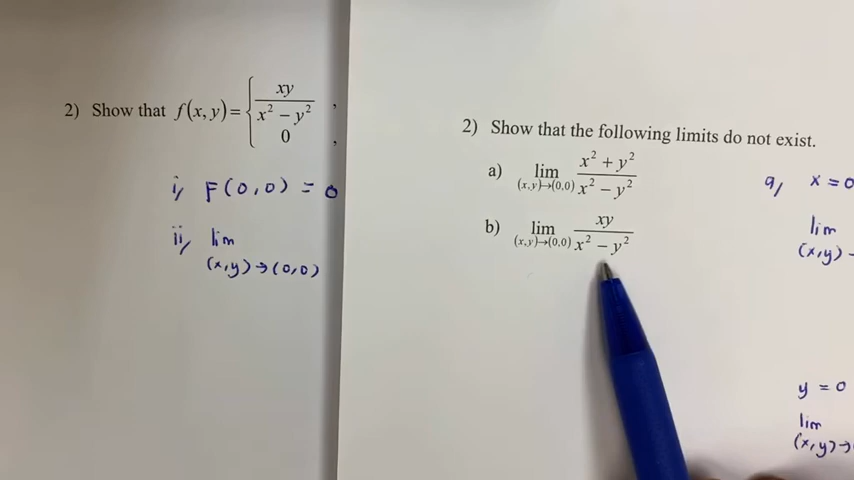 2) Show that f(x,y)= { xy / x² − y² ,
0 ,
i, F(0,0) = 0
ii, lim
(x,y)→(0,0)
2) Show that the following limits do not exist.
a) lim (x,y)→(0,0) x² + y² / x² − y²
b) lim (x,y)→(0,0) xy / x² − y²
a, x = 0
lim
(x,y)→
y = 0
lim
(x,y)→